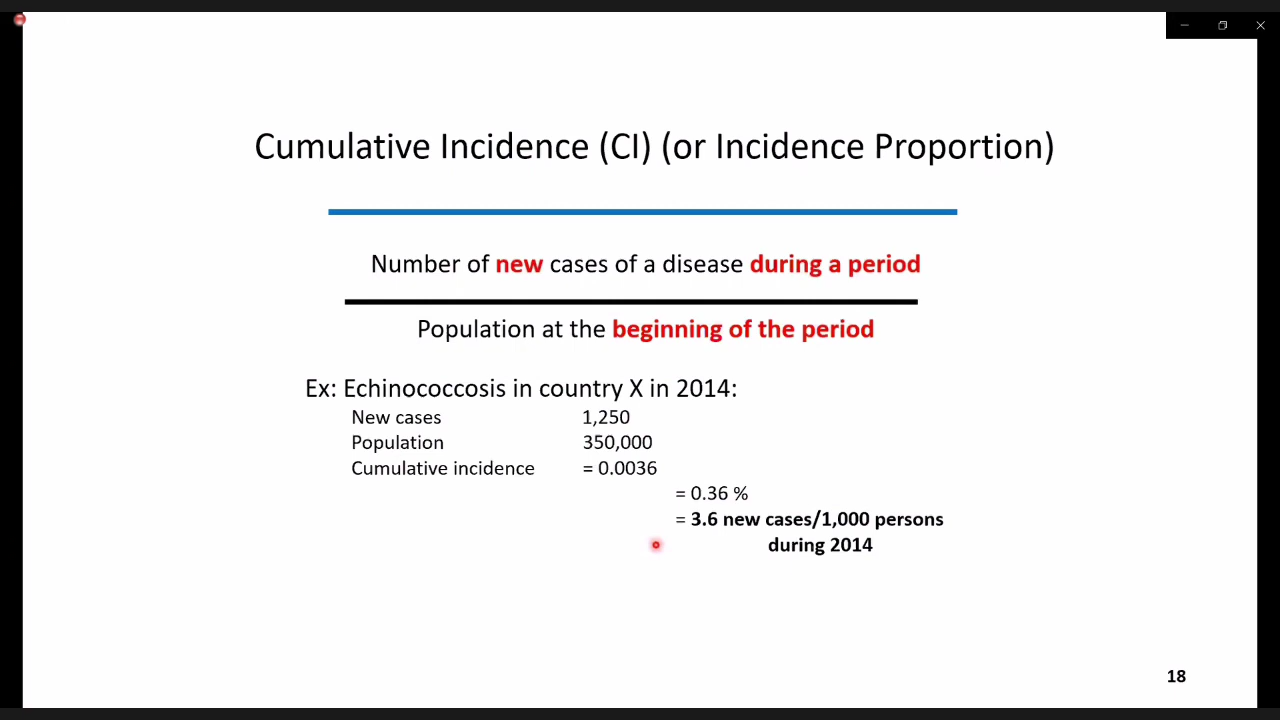 Cumulative Incidence (CI) (or Incidence Proportion)
Number of new cases of a disease during a period
Population at the beginning of the period
Ex: Echinococcosis in country X in 2014:
New cases 1,250
Population 350,000
Cumulative incidence = 0.0036
= 0.36 %
= 3.6 new cases/1,000 persons
during 2014
18